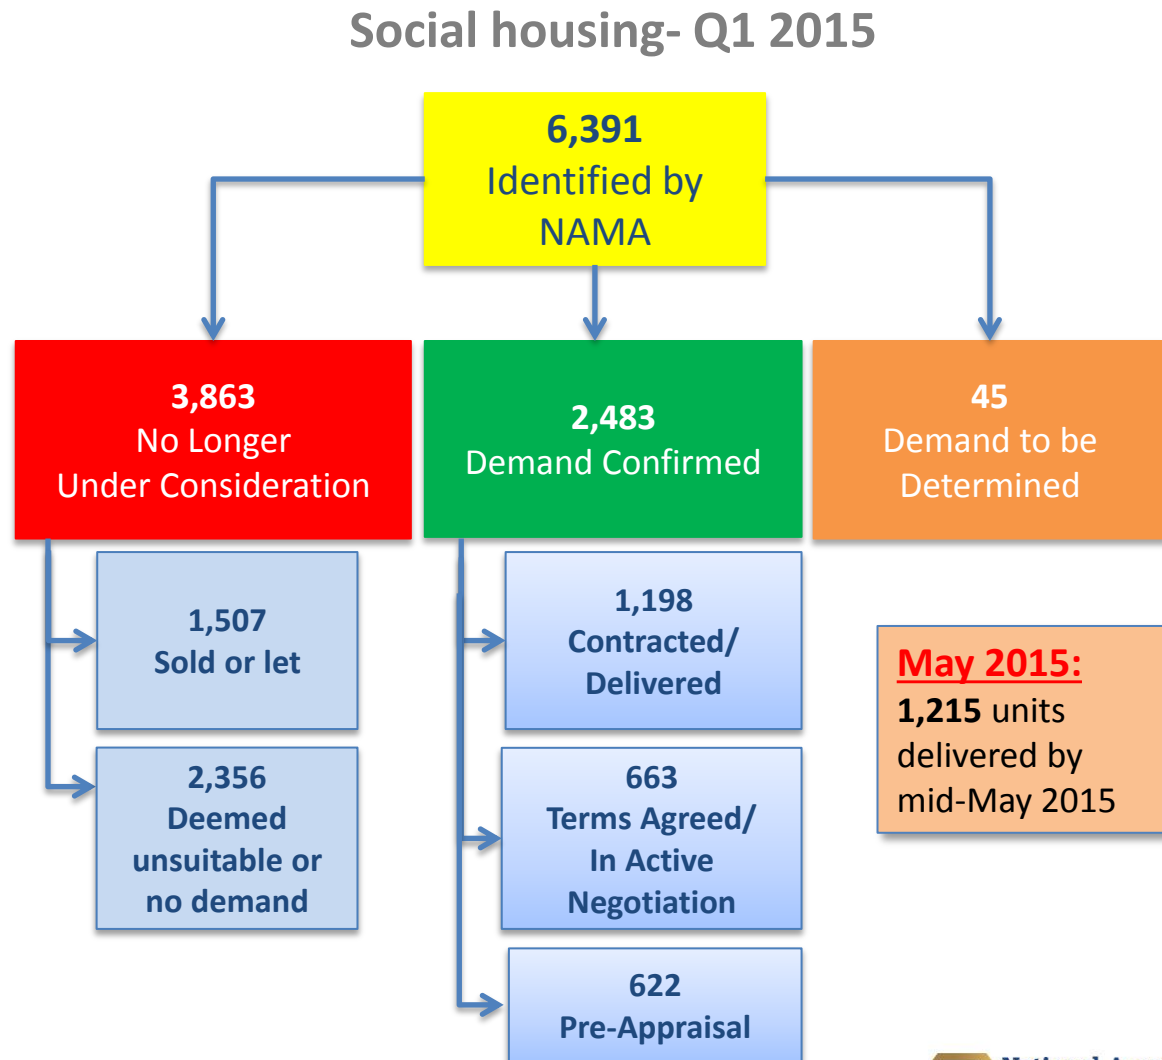 Social housing- Q1 2015
6,391
Identified by
NAMA
3,863
No Longer
Under Consideration
2,483
Demand Confirmed
45
Demand to be
Determined
1,507
Sold or let
2,356
Deemed
unsuitable or
no demand
1,198
Contracted/
Delivered
663
Terms Agreed/
In Active
Negotiation
622
Pre-Appraisal
May 2015:
1,215 units
delivered by
mid-May 2015